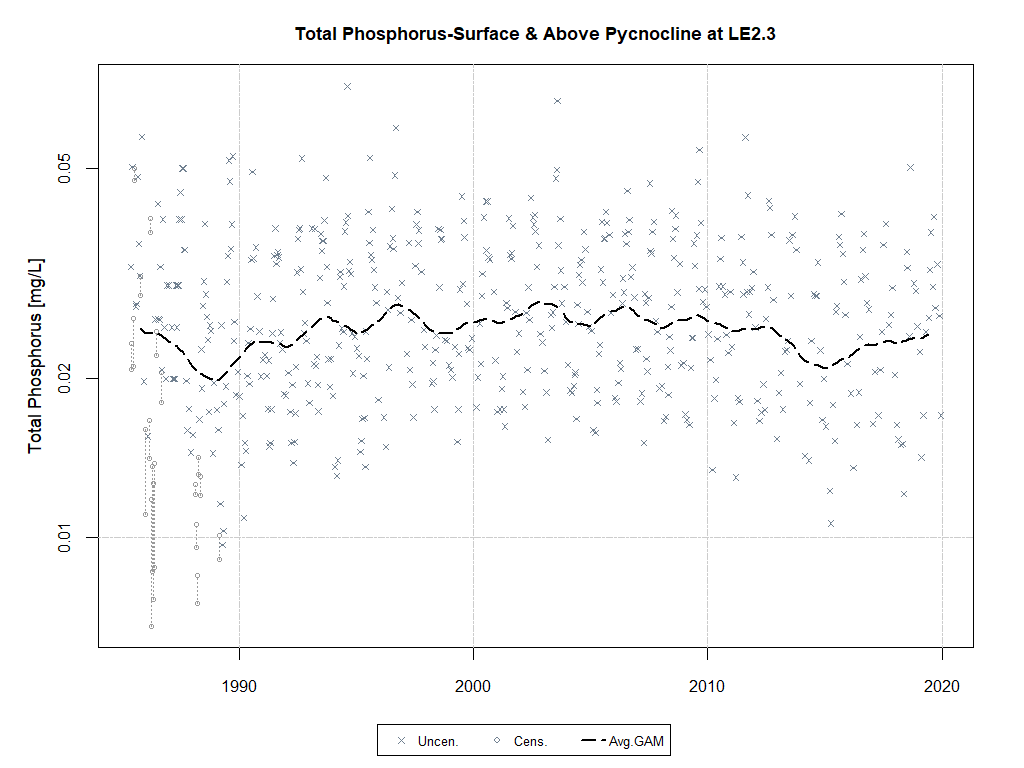 Total Phosphorus-Surface & Above Pycnocline at LE2.3
Total Phosphorus [mg/L]
0.05
0.02
0.01
1990 2000 2010 2020
Uncen. Cens. Avg.GAM